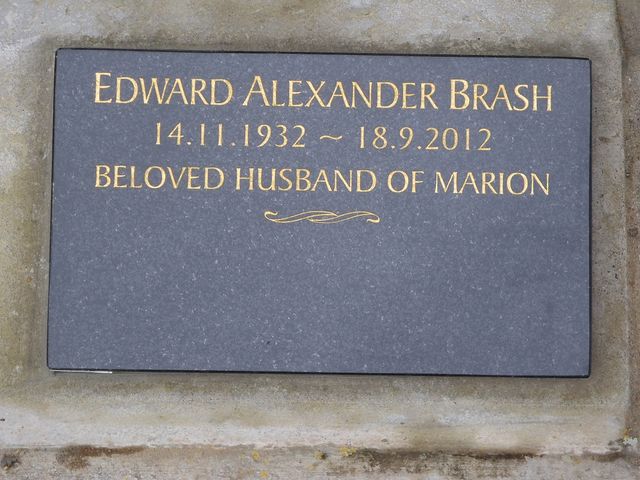 EDWARD ALEXANDER BRASH
14.11.1932 ~ 18.9.2012
BELOVED HUSBAND OF MARION